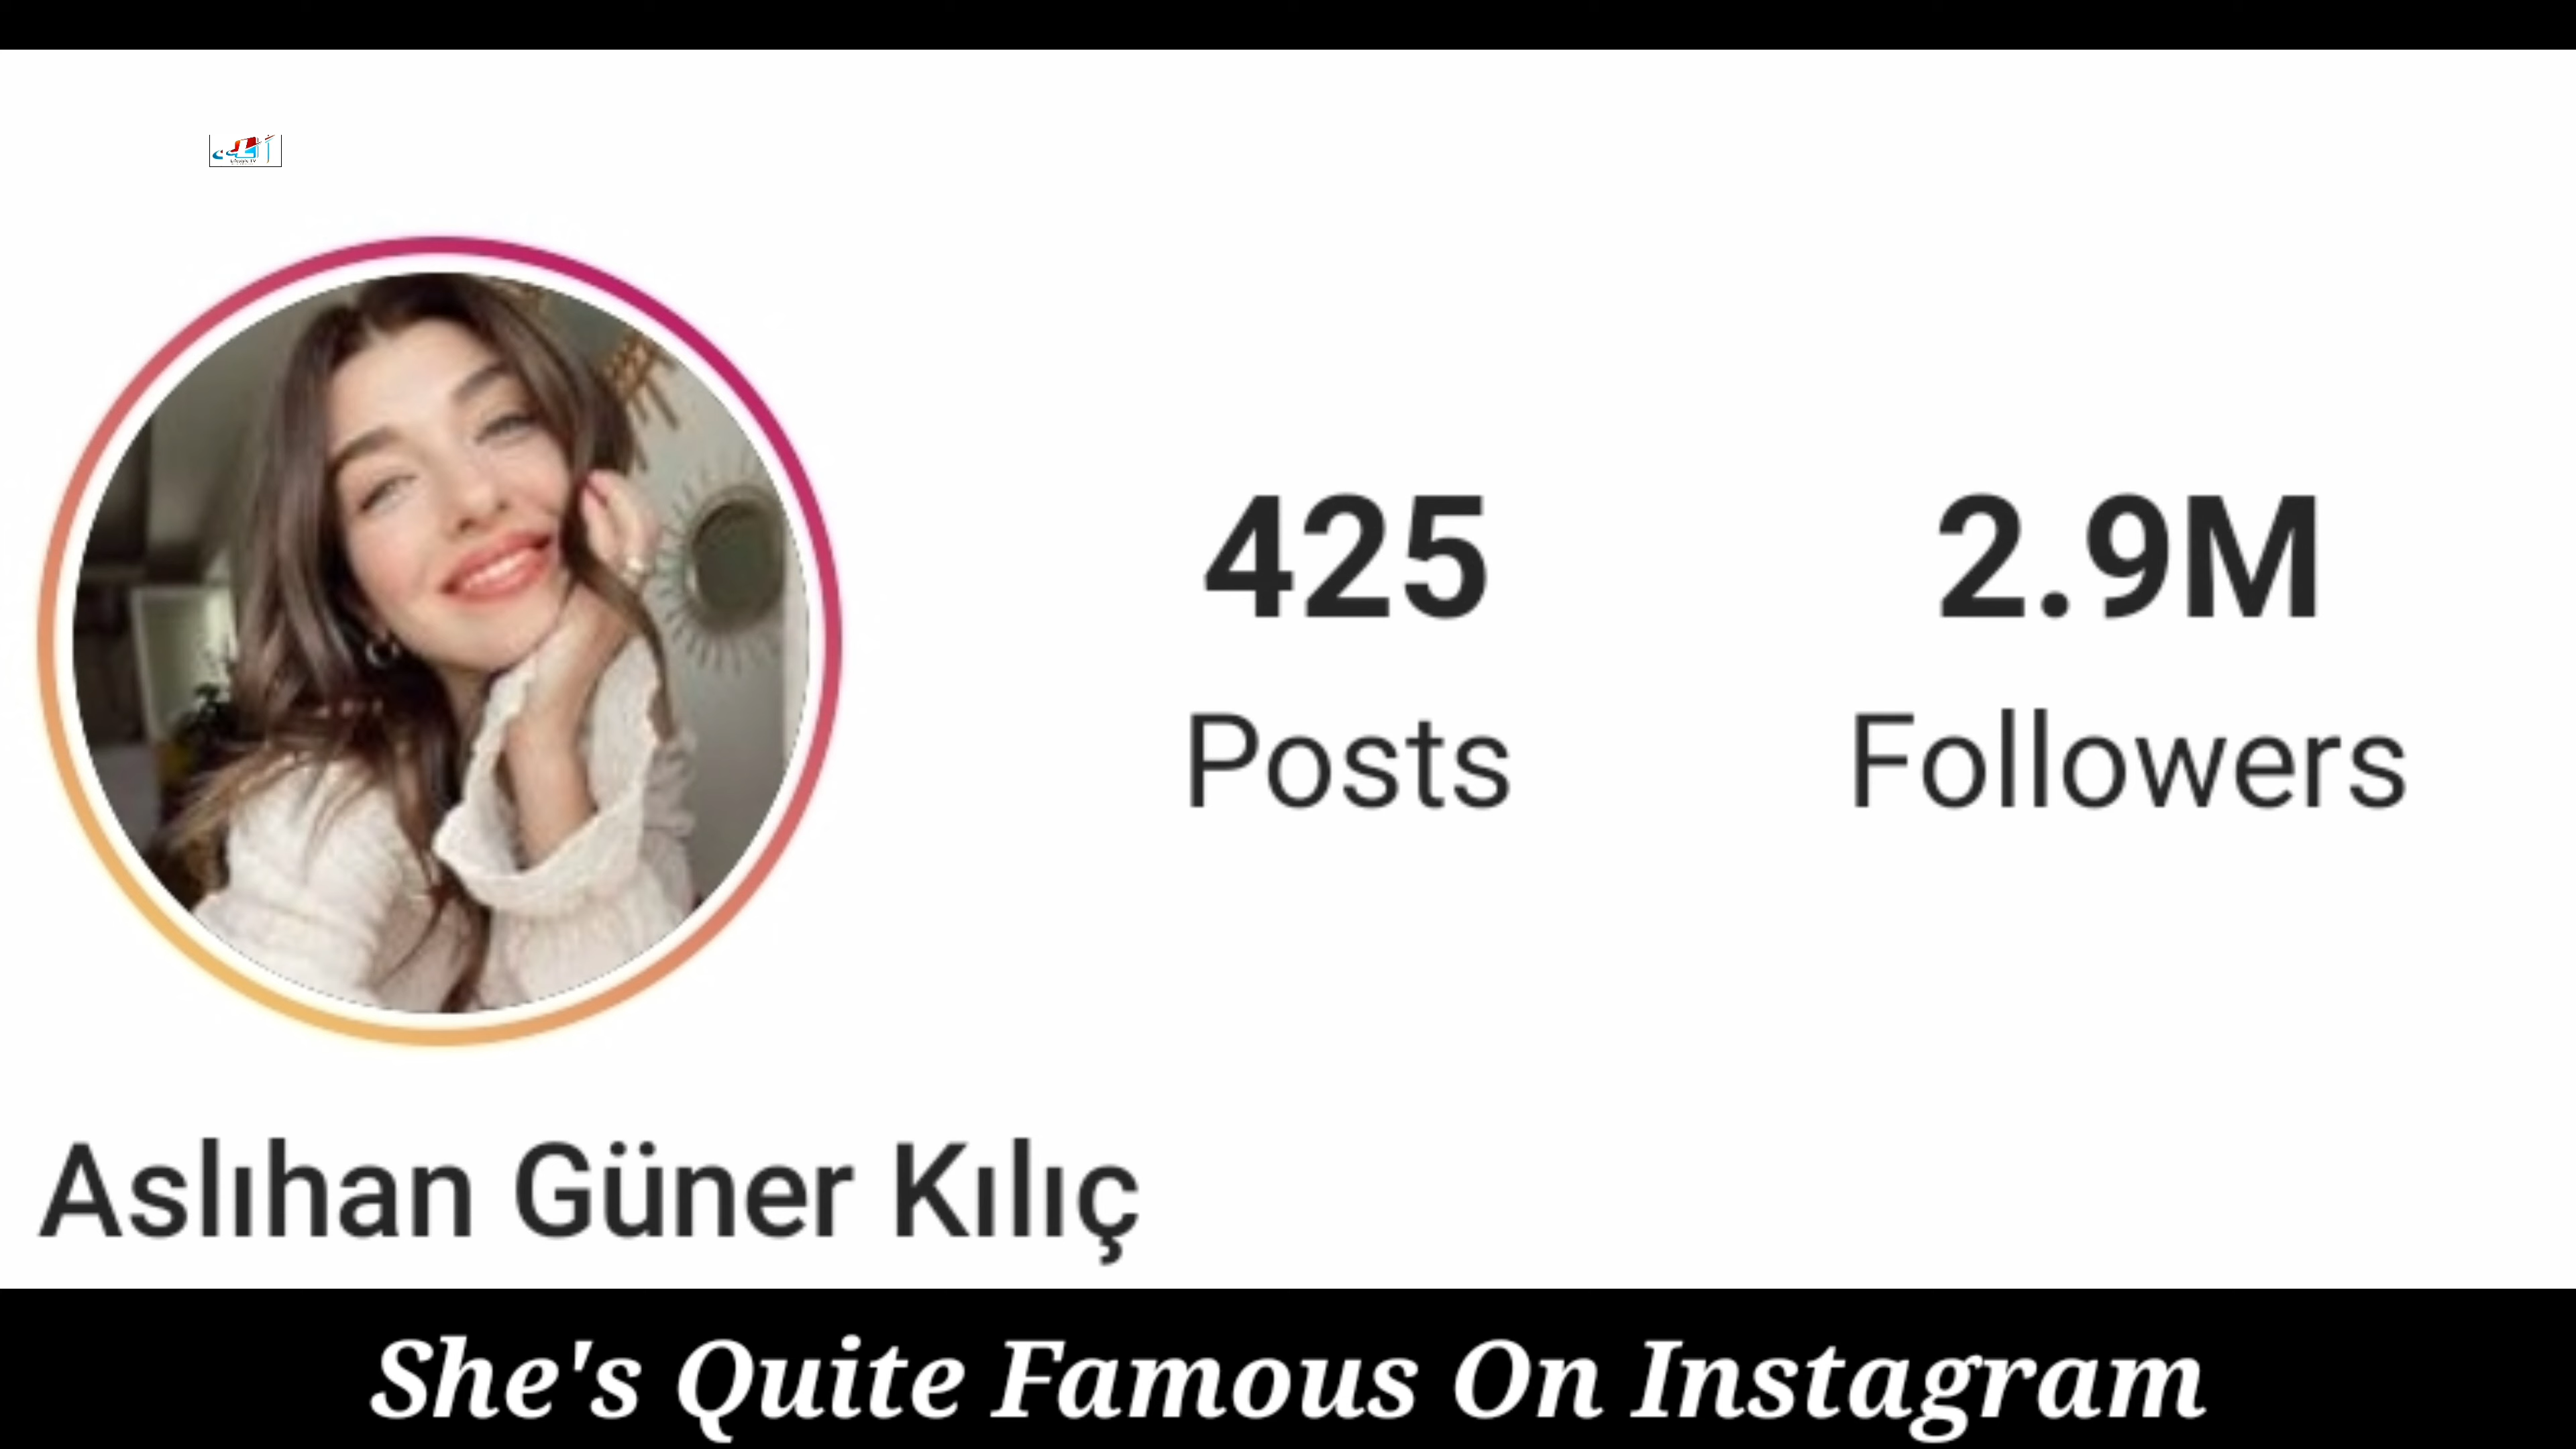 425
2.9M
Posts
Followers
Aslıhan Güner Kılıç
She's Quite Famous On Instagram